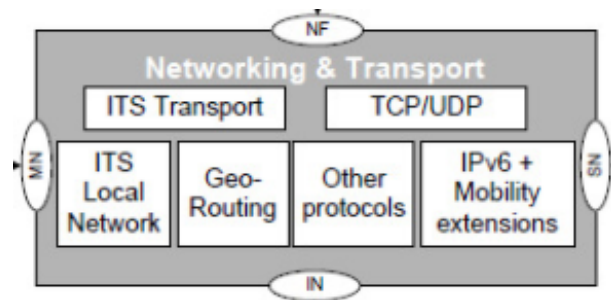 NF
Networking & Transport
ITS Transport
TCP/UDP
MN
ITS
Local
Network
Geo-
Routing
Other
protocols
IPv6 +
Mobility
extensions
SN
IN